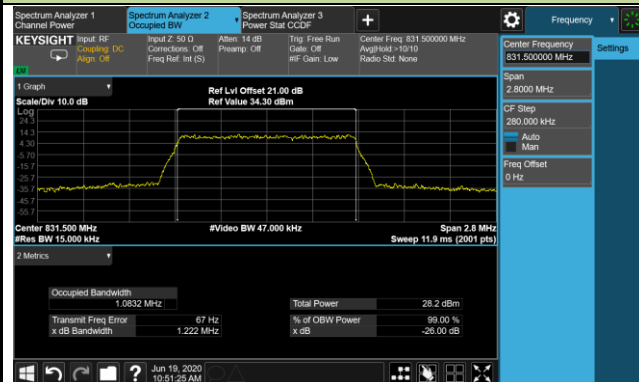 Spectrum Analyzer 1
Channel Power
Spectrum Analyzer 2
Occupied BW
Spectrum Analyzer 3
Power Stat CCDF
Frequency
KEYSIGHT
Input: RF
Coupling: DC
Align: Off
Input Z: 50 Ω
Corrections: Off
Freq Ref: Int (S)
Atten: 14 dB
Preamp: Off
Trig: Free Run
Gate: Off
#IF Gain: Low
Center Freq: 831.500000 MHz
Avg|Hold:>10/10
Radio Std: None
Center Frequency
831.500000 MHz
Settings
Span
2.8000 MHz
CF Step
280.000 kHz
Auto
Man
Freq Offset
0 Hz
1 Graph
Scale/Div 10.0 dB
Ref Lvl Offset 21.00 dB
Ref Value 34.30 dBm
Log
24.3
14.3
4.30
-5.70
-15.7
-25.7
-35.7
-45.7
-55.7
Center 831.500 MHz
#Res BW 15.000 kHz
#Video BW 47.000 kHz
Span 2.8 MHz
Sweep 11.9 ms (2001 pts)
2 Metrics
Occupied Bandwidth
1.0832 MHz
Total Power 28.2 dBm
Transmit Freq Error 67 Hz
% of OBW Power 99.00 %
x dB Bandwidth 1.222 MHz
x dB -26.00 dB
Jun 19, 2020
10:51:25 AM